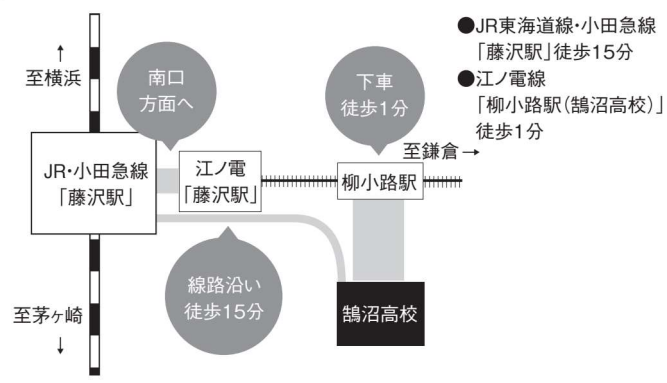 ●JR東海道線・小田急線
「藤沢駅」徒歩15分
●江ノ電線
「柳小路駅(鵠沼高校)」
徒歩1分
↑
至横浜
南口
方面へ
下車
徒歩1分
至鎌倉→
JR・小田急線
「藤沢駅」
江ノ電
「藤沢駅」
柳小路駅
線路沿い
徒歩15分
鵠沼高校
至茅ヶ崎
↓